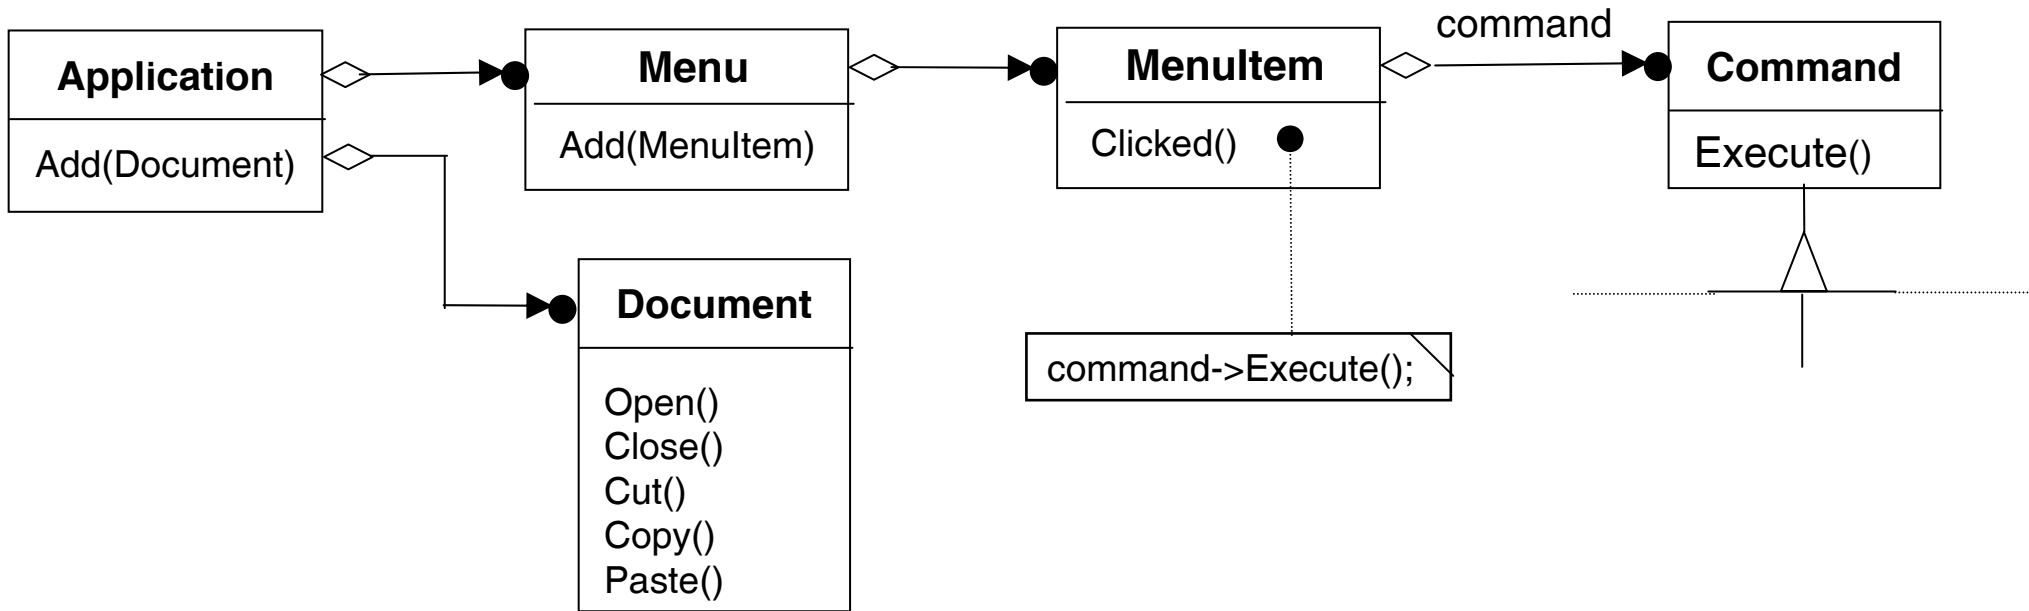 Application
Add(Document)
Menu
Add(MenuItem)
MenuItem
Clicked()
command
Command
Execute()
Document
Open()
Close()
Cut()
Copy()
Paste()
command->Execute();